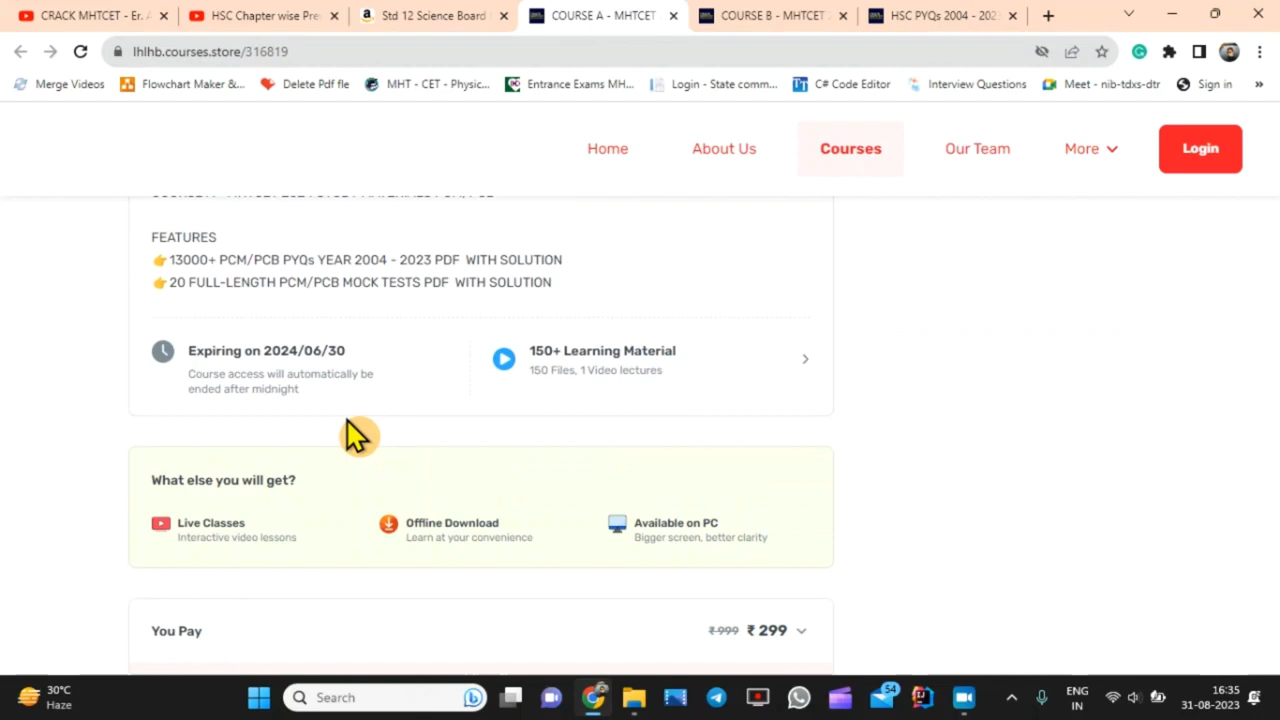 CRACK MHTCET - Er. A
HSC Chapter wise Pre
Std 12 Science Board
COURSE A - MHTCET
COURSE B - MHTCET
HSC PYQs 2004 - 202
lhlhb.courses.store/316819
Merge Videos
Flowchart Maker &...
Delete Pdf fle
MHT - CET - Physic...
Entrance Exams MH...
Login - State comm...
C# Code Editor
Interview Questions
Meet - nib-tdxs-dtr
Sign in
Home
About Us
Courses
Our Team
More
Login
FEATURES
👉13000+ PCM/PCB PYQs YEAR 2004 - 2023 PDF WITH SOLUTION
👉20 FULL-LENGTH PCM/PCB MOCK TESTS PDF WITH SOLUTION
Expiring on 2024/06/30
Course access will automatically be
ended after midnight
150+ Learning Material
150 Files, 1 Video lectures
What else you will get?
Live Classes
Interactive video lessons
Offline Download
Learn at your convenience
Available on PC
Bigger screen, better clarity
You Pay
₹ 999 ₹ 299
30°C
Haze
Search
54
ENG
IN
16:35
31-08-2023